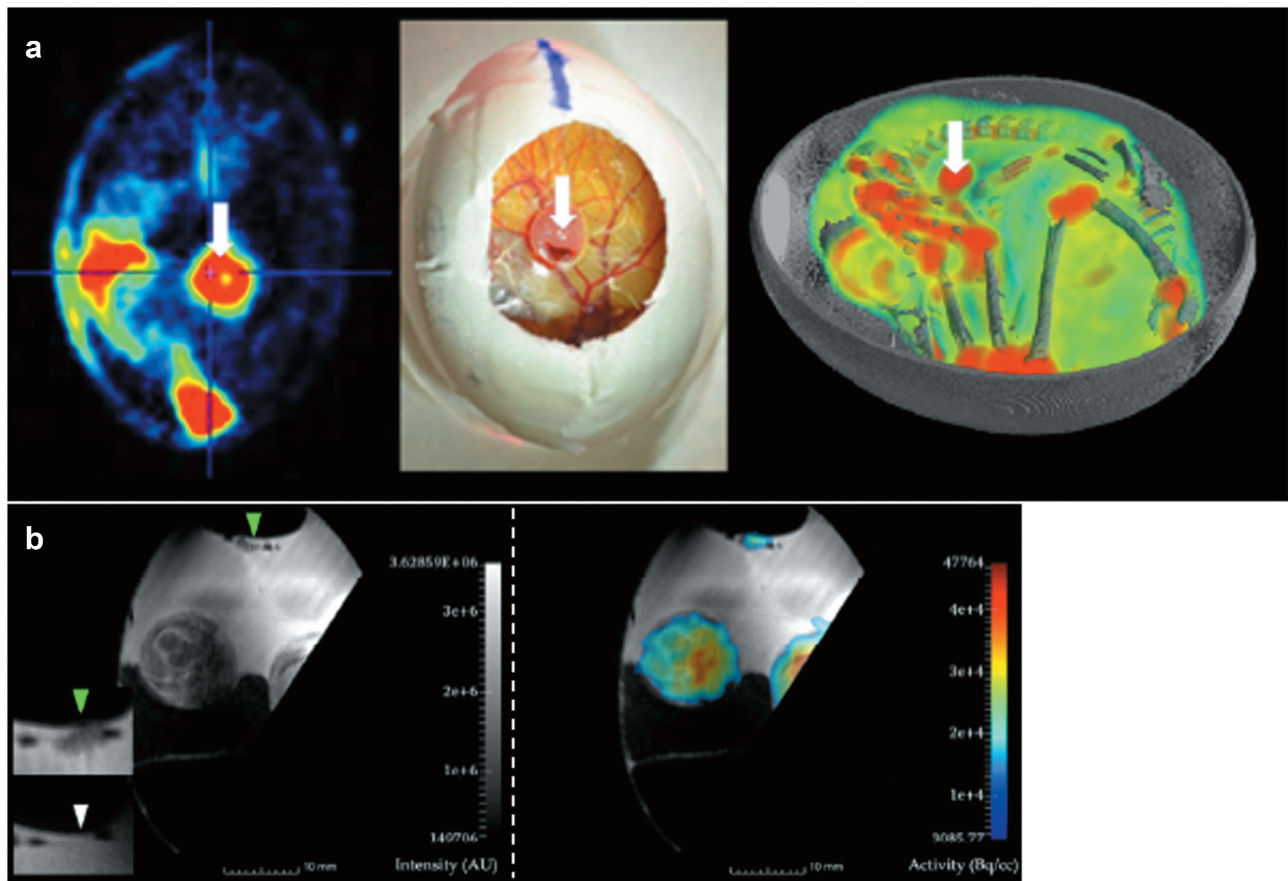 a
b
3.62859E+06
3e+6
2e+6
1e+6
149706
Intensity (AU)
10 mm
47764
4e+4
3e+4
2e+4
1e+4
9085.77
Activity (Bq/cc)
10 mm